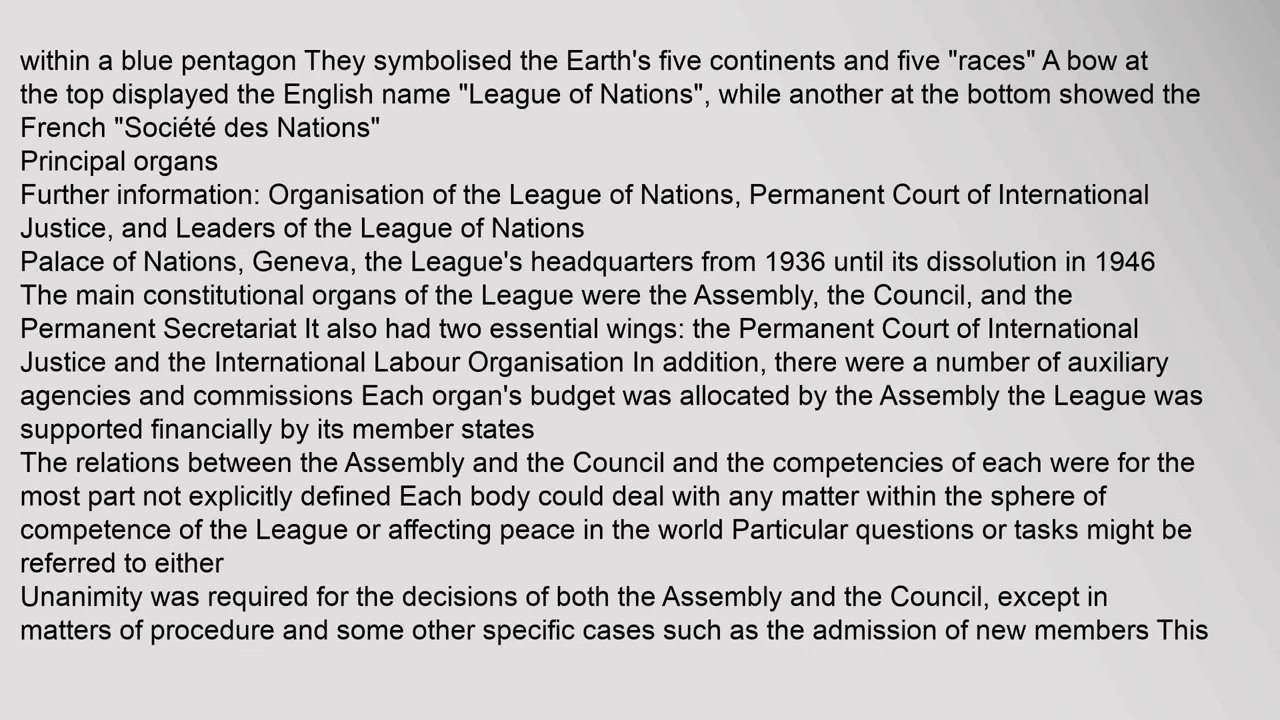 within a blue pentagon They symbolised the Earth's five continents and five "races" A bow at
the top displayed the English name "League of Nations", while another at the bottom showed the
French "Société des Nations"
Principal organs
Further information: Organisation of the League of Nations, Permanent Court of International
Justice, and Leaders of the League of Nations
Palace of Nations, Geneva, the League's headquarters from 1936 until its dissolution in 1946
The main constitutional organs of the League were the Assembly, the Council, and the
Permanent Secretariat It also had two essential wings: the Permanent Court of International
Justice and the International Labour Organisation In addition, there were a number of auxiliary
agencies and commissions Each organ's budget was allocated by the Assembly the League was
supported financially by its member states
The relations between the Assembly and the Council and the competencies of each were for the
most part not explicitly defined Each body could deal with any matter within the sphere of
competence of the League or affecting peace in the world Particular questions or tasks might be
referred to either
Unanimity was required for the decisions of both the Assembly and the Council, except in
matters of procedure and some other specific cases such as the admission of new members This